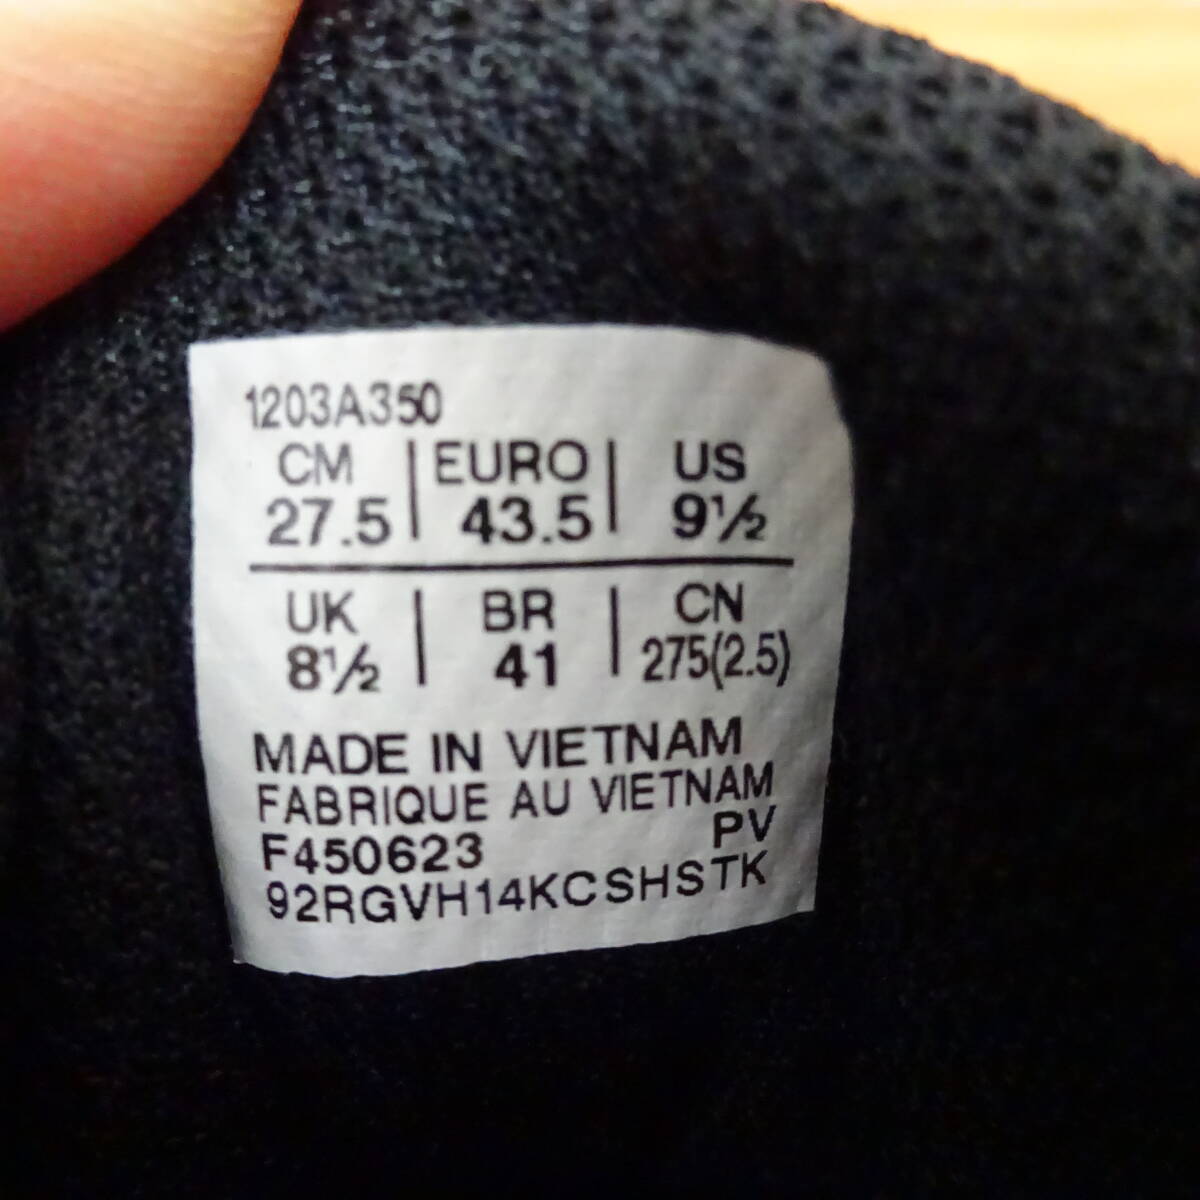 1203A350
CM | EURO | US
27.5 | 43.5 | 9½
UK | BR | CN
8½ | 41 | 275(2.5)
MADE IN VIETNAM
FABRIQUE AU VIETNAM
F450623 PV
92RGVH14KCSHSTK